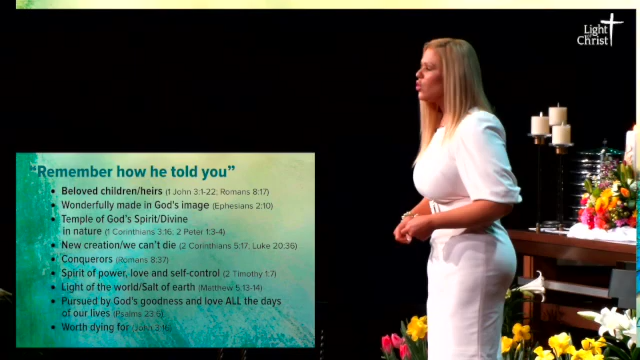 Light of Christ
"Remember how he told you"
• Beloved children/heirs (1 John 3:1-22; Romans 8:17)
• Wonderfully made in God's image (Ephesians 2:10)
• Temple of God's Spirit/Divine
in nature (1 Corinthians 3:16, 2 Peter 1:3-4)
• New creation/we can't die (2 Corinthians 5:17, Luke 20:36)
• Conquerors (Romans 8:37)
• Spirit of power, love and self-control (2 Timothy 1:7)
• Light of the world/Salt of earth (Matthew 5:13-14)
• Pursued by God's goodness and love ALL the days
of our lives (Psalms 23:6)
• Worth dying for (John 3:16)